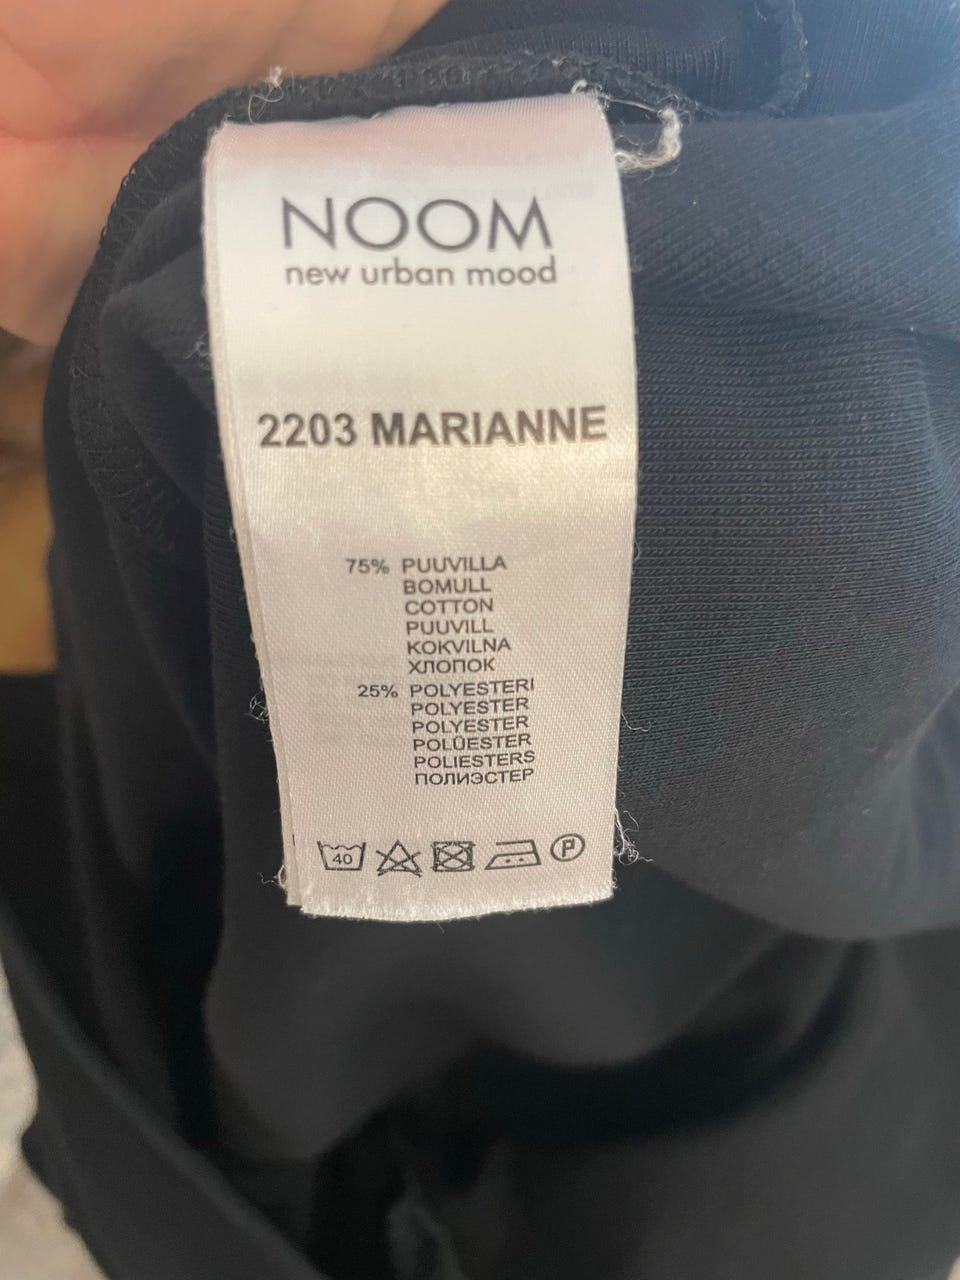 NOOM
new urban mood
2203 MARIANNE
75% PUUVILLA
BOMULL
COTTON
PUUVILL
KOKVILNA
ХЛОПОК
25% POLYESTERI
POLYESTER
POLYESTER
POLÜESTER
POLIESTERS
ПОЛИЭСТЕР
40 P